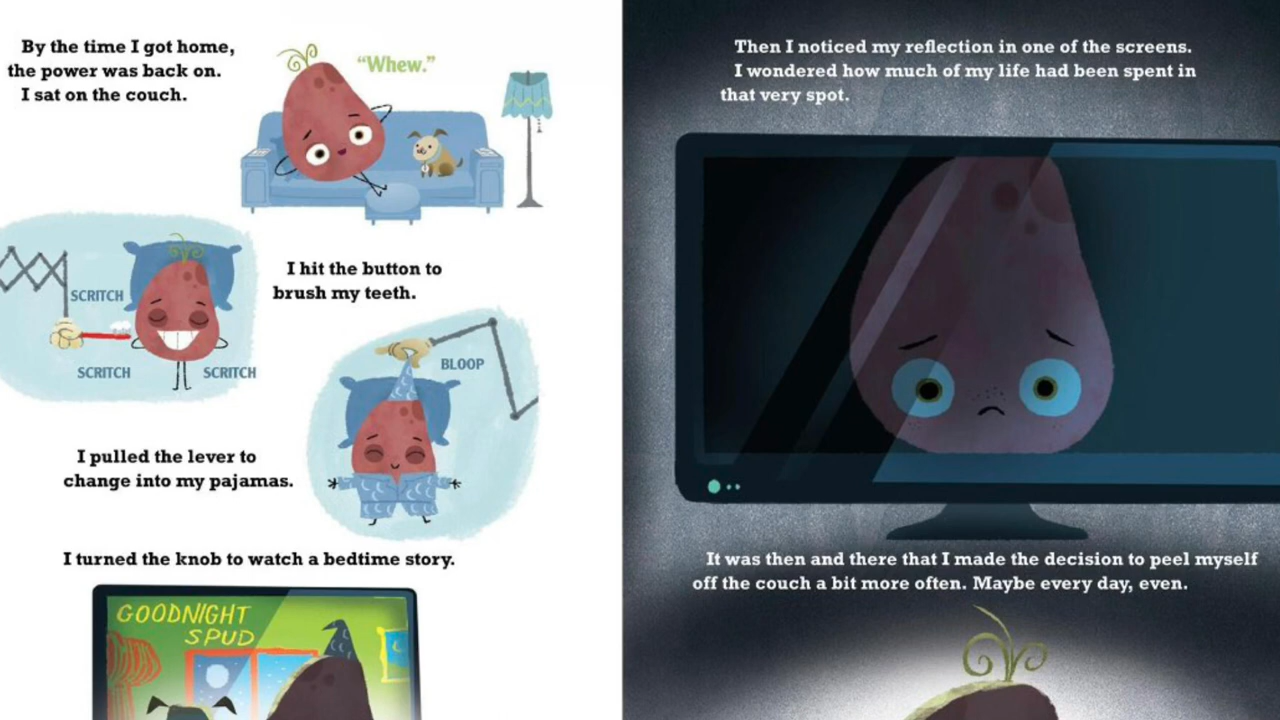 By the time I got home,
the power was back on.
I sat on the couch.
“Whew.”
SCRITCH
SCRITCH
SCRITCH
I hit the button to
brush my teeth.
BLOOP
I pulled the lever to
change into my pajamas.
I turned the knob to watch a bedtime story.
GOODNIGHT
SPUD
Then I noticed my reflection in one of the screens.
I wondered how much of my life had been spent in
that very spot.
It was then and there that I made the decision to peel myself
off the couch a bit more often. Maybe every day, even.